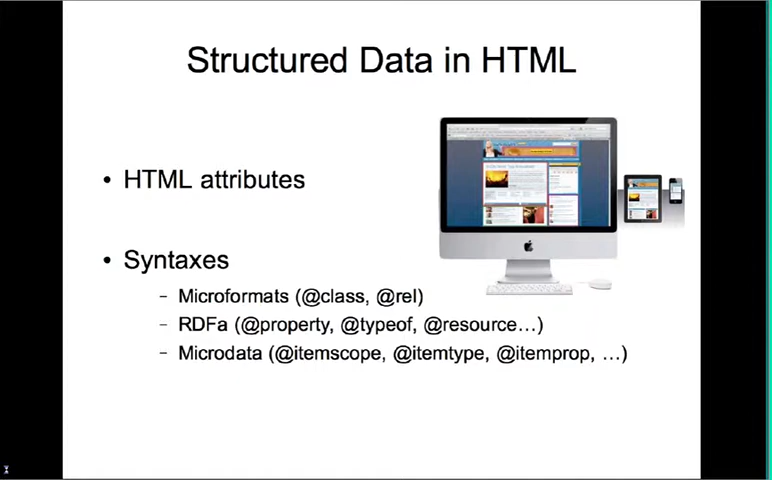 Structured Data in HTML
• HTML attributes
• Syntaxes
– Microformats (@class, @rel)
– RDFa (@property, @typeof, @resource…)
– Microdata (@itemscope, @itemtype, @itemprop, …)